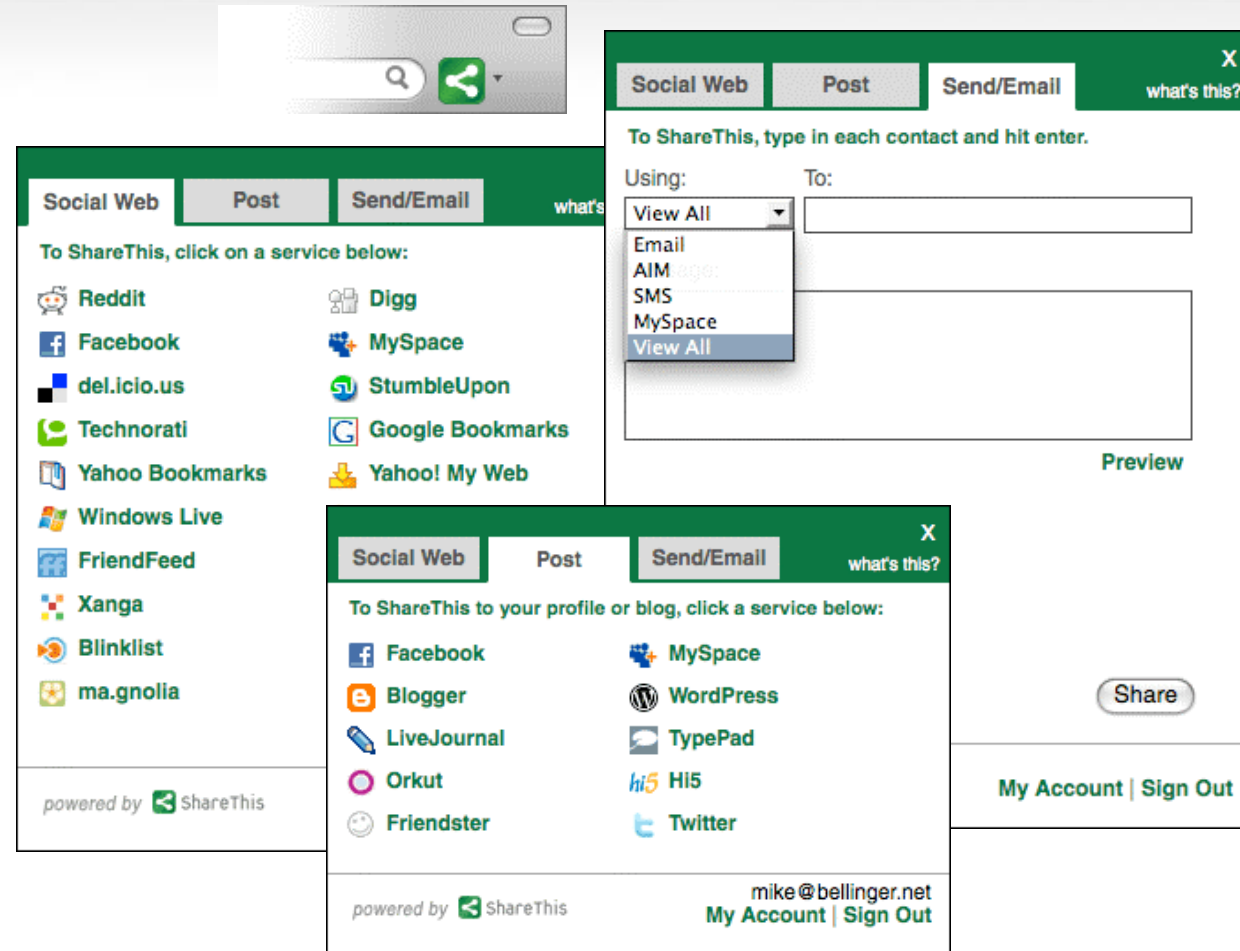 Social Web Post Send/Email what's
To ShareThis, click on a service below:
Reddit Digg
Facebook MySpace
del.icio.us StumbleUpon
Technorati Google Bookmarks
Yahoo Bookmarks Yahoo! My Web
Windows Live
FriendFeed
Xanga
Blinklist
ma.gnolia
powered by ShareThis
X
Social Web Post Send/Email what's this?
To ShareThis, type in each contact and hit enter.
Using: To:
View All
Email
AIM
SMS
MySpace
View All
Preview
Share
My Account | Sign Out
X
Social Web Post Send/Email what's this?
To ShareThis to your profile or blog, click a service below:
Facebook MySpace
Blogger WordPress
LiveJournal TypePad
Orkut hi5 Hi5
Friendster Twitter
mike@bellinger.net
powered by ShareThis My Account | Sign Out